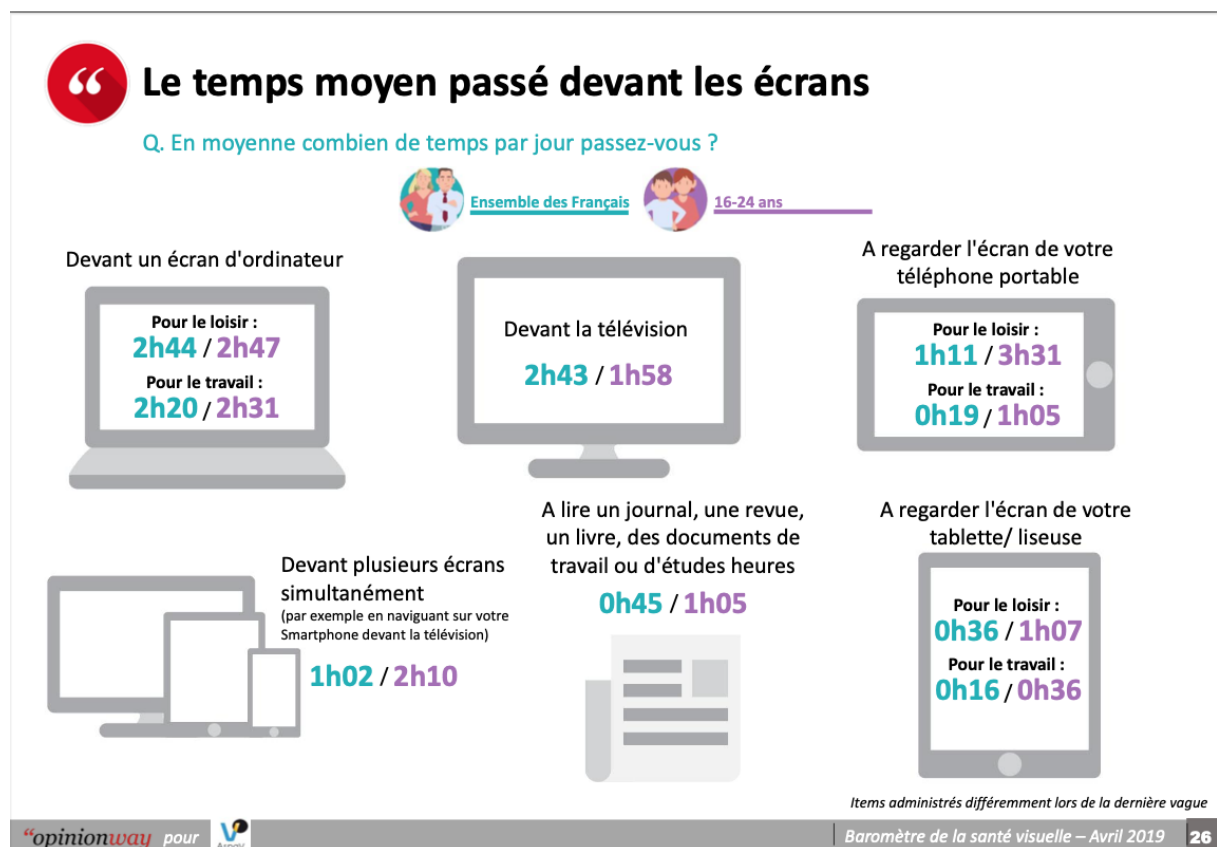 “
Le temps moyen passé devant les écrans
Q. En moyenne combien de temps par jour passez-vous ?
Ensemble des Français
16-24 ans
Devant un écran d'ordinateur
Pour le loisir :
2h44 / 2h47
Pour le travail :
2h20 / 2h31
Devant la télévision
2h43 / 1h58
A regarder l'écran de votre
téléphone portable
Pour le loisir :
1h11 / 3h31
Pour le travail :
0h19 / 1h05
Devant plusieurs écrans
simultanément
(par exemple en naviguant sur votre
Smartphone devant la télévision)
1h02 / 2h10
A lire un journal, une revue,
un livre, des documents de
travail ou d'études heures
0h45 / 1h05
A regarder l'écran de votre
tablette/ liseuse
Pour le loisir :
0h36 / 1h07
Pour le travail :
0h16 / 0h36
Items administrés différemment lors de la dernière vague
“opinionway pour
Baromètre de la santé visuelle – Avril 2019 26